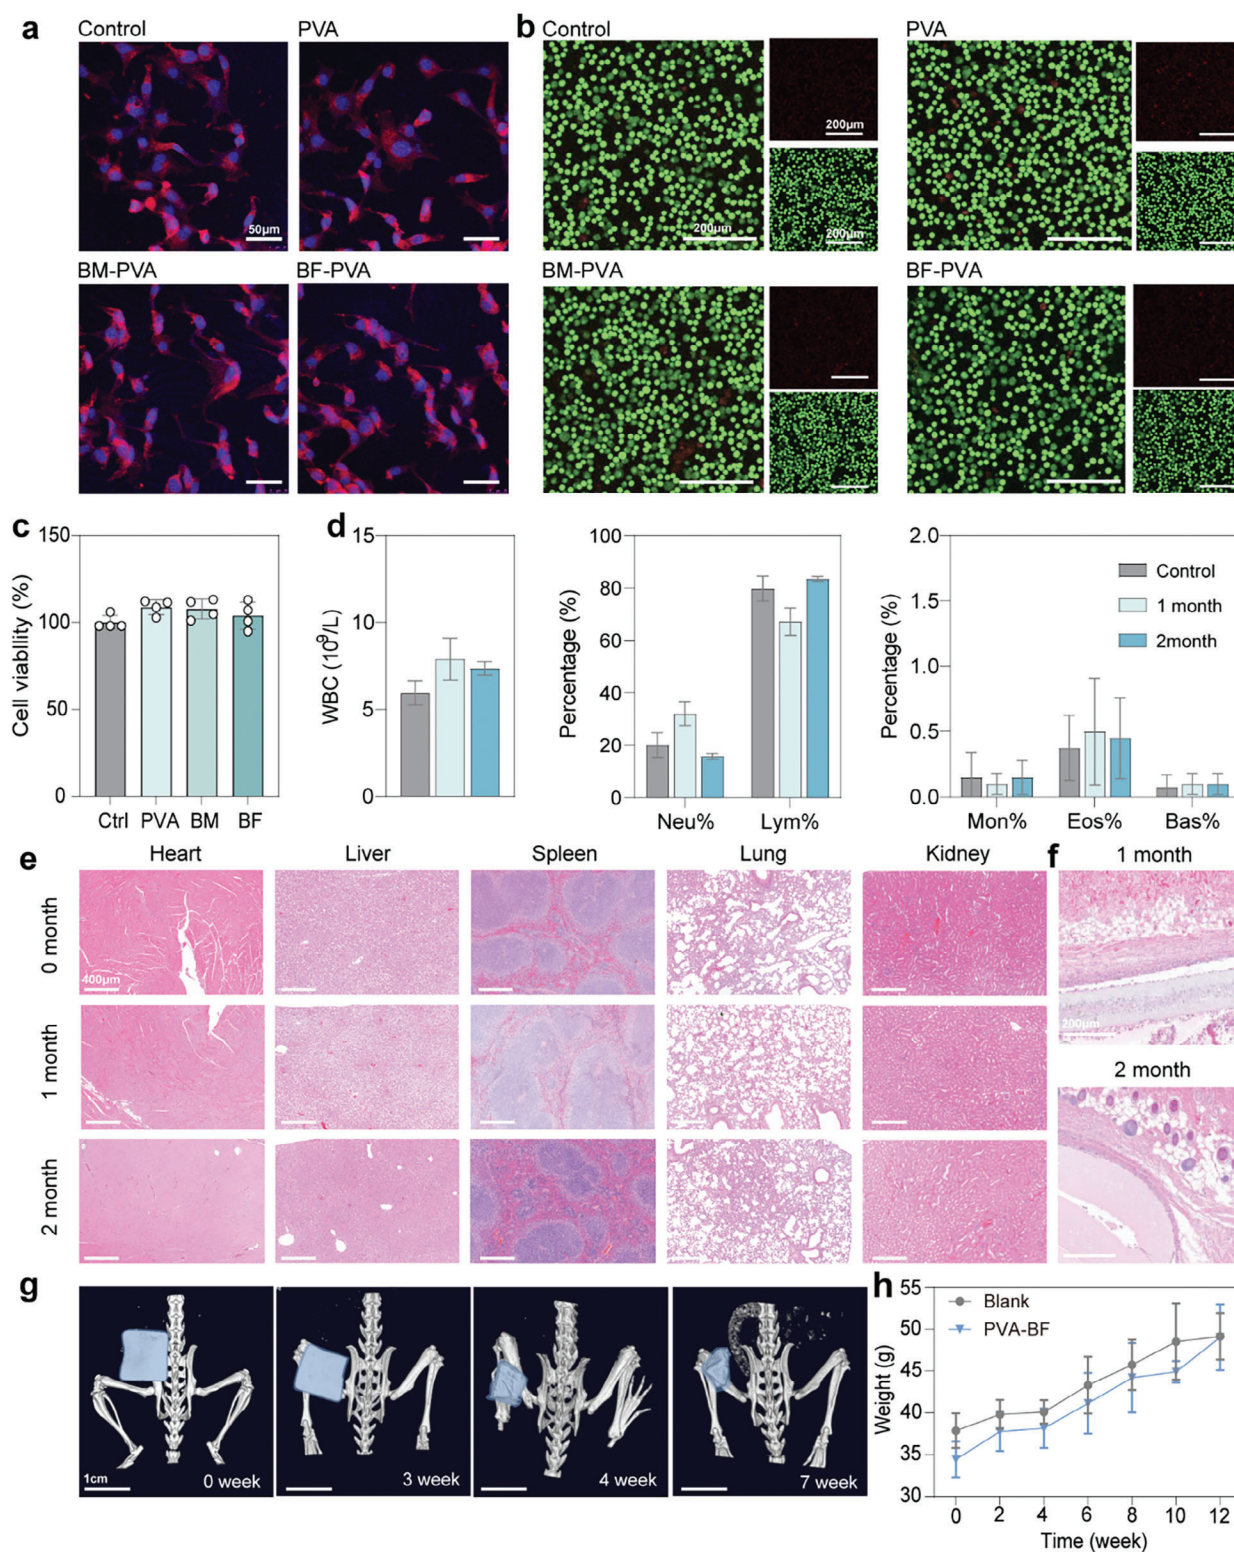 a
Control
PVA
50µm
BM-PVA
BF-PVA
b
Control
PVA
200µm
200µm
200µm
BM-PVA
BF-PVA
c
Cell viability (%)
150
100
50
0
Ctrl PVA BM BF
d
WBC (10⁹/L)
15
10
5
0
Percentage (%)
100
80
60
40
20
0
Neu% Lym%
Percentage (%)
2.0
1.5
1.0
0.5
0.0
Control
1 month
2month
Mon% Eos% Bas%
e
Heart Liver Spleen Lung Kidney
0 month
400µm
1 month
2 month
f
1 month
200µm
2 month
g
1cm
0 week
3 week
4 week
7 week
h
Weight (g)
55
50
45
40
35
30
Blank
PVA-BF
0 2 4 6 8 10 12
Time (week)